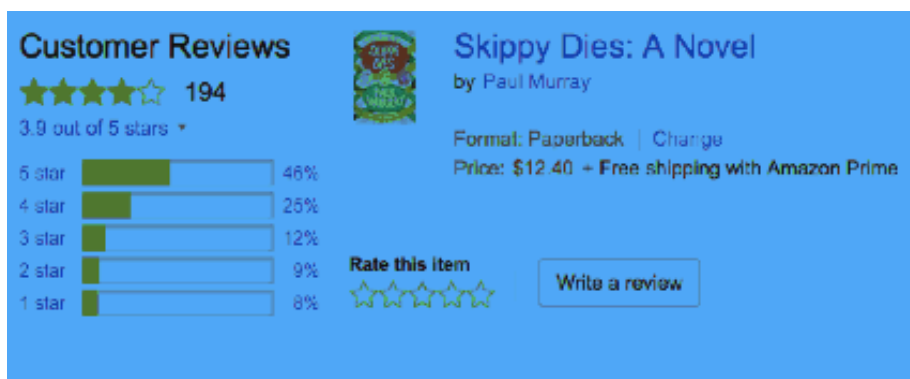 Customer Reviews
194
3.9 out of 5 stars
5 star 46%
4 star 25%
3 star 12%
2 star 9%
1 star 8%
Skippy Dies: A Novel
by Paul Murray
Format: Paperback | Change
Price: $12.40 + Free shipping with Amazon Prime
Rate this item
Write a review